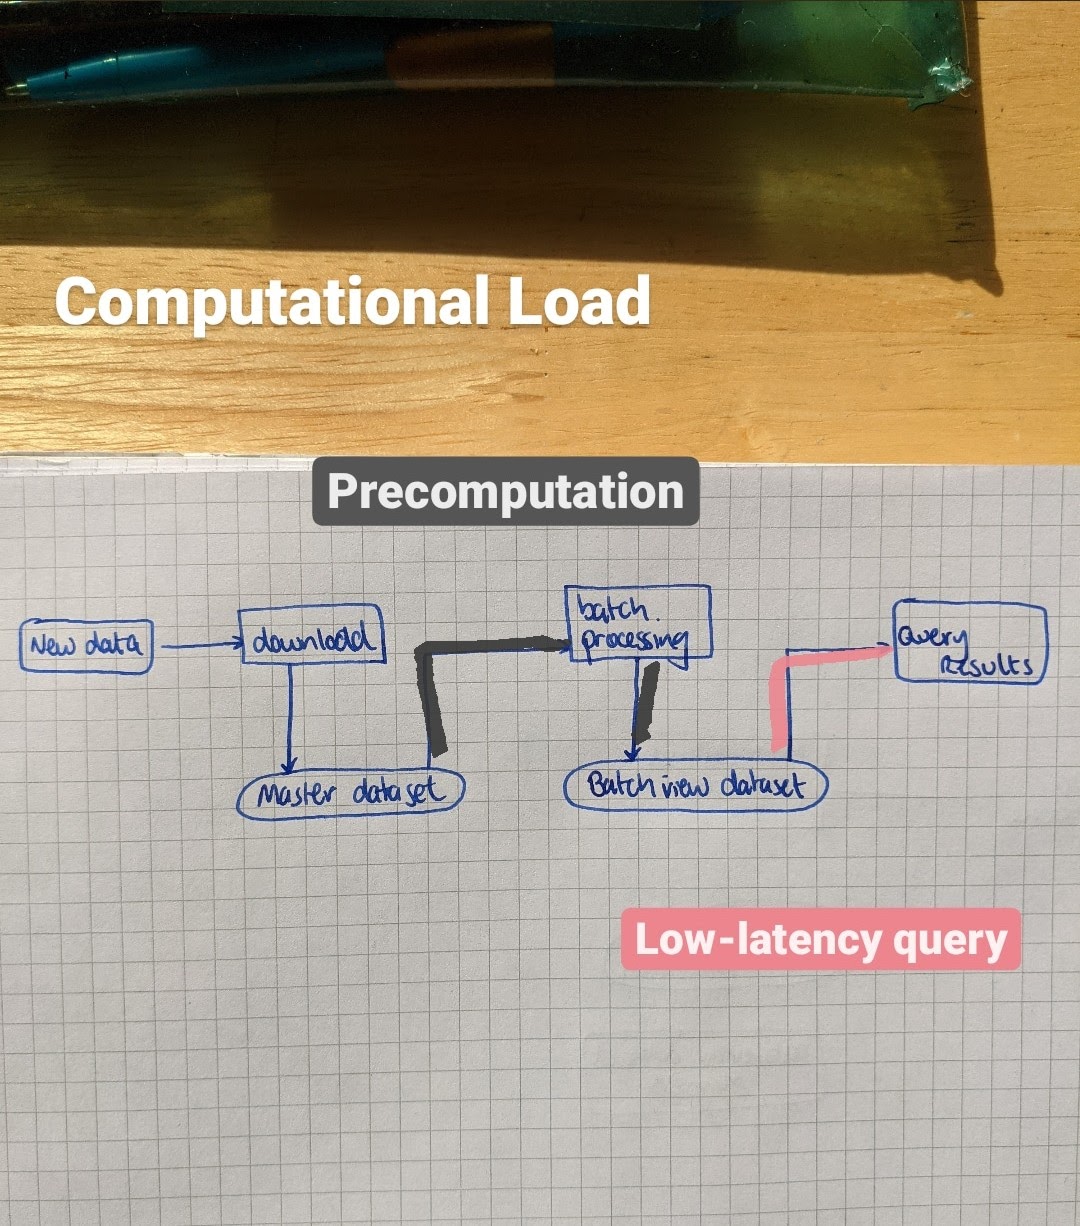 Computational Load
Precomputation
New data
download
batch.
processing
Query
Results
Master dataset
Batch view dataset
Low-latency query